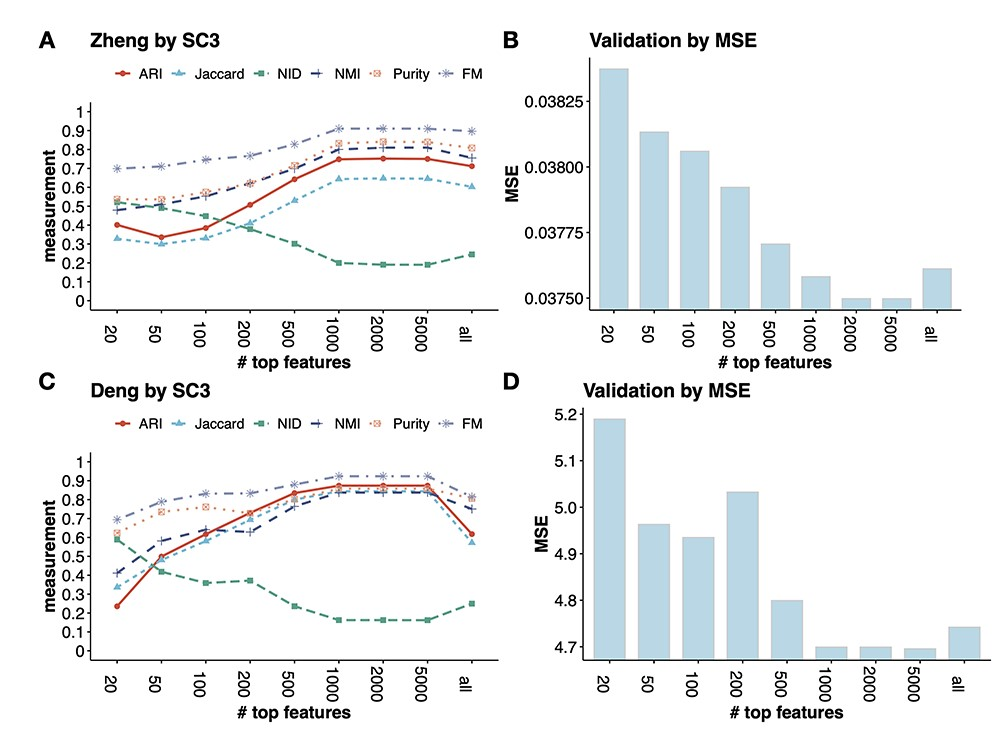 A Zheng by SC3
ARI Jaccard NID NMI Purity FM
measurement
1
0.9
0.8
0.7
0.6
0.5
0.4
0.3
0.2
0.1
0
20 50 100 200 500 1000 2000 5000 all
# top features
B Validation by MSE
MSE
0.03825
0.03800
0.03775
0.03750
20 50 100 200 500 1000 2000 5000 all
# top features
C Deng by SC3
ARI Jaccard NID NMI Purity FM
measurement
1
0.9
0.8
0.7
0.6
0.5
0.4
0.3
0.2
0.1
0
20 50 100 200 500 1000 2000 5000 all
# top features
D Validation by MSE
MSE
5.2
5.1
5.0
4.9
4.8
4.7
20 50 100 200 500 1000 2000 5000 all
# top features